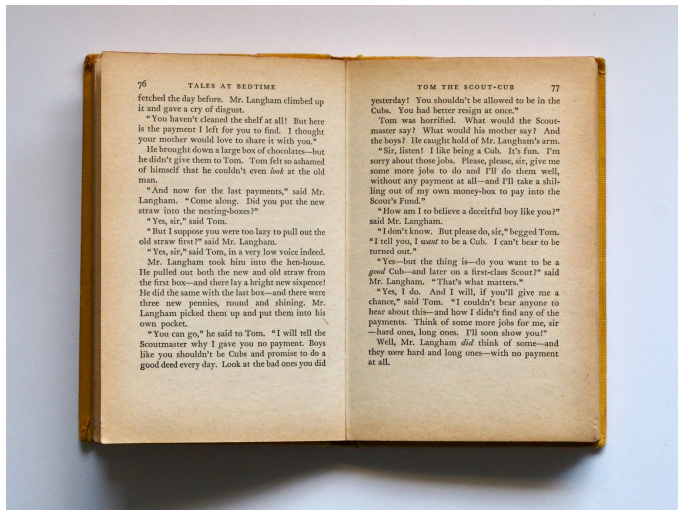 76 TALES AT BEDTIME
fetched the day before. Mr. Langham climbed up
it and gave a cry of disgust.
"You haven't cleaned the shelf at all! But here
is the payment I left for you to find. I thought
your mother would love to share it with you."
He brought down a large box of chocolates—but
he didn't give them to Tom. Tom felt so ashamed
of himself that he couldn't even look at the old
man.
"And now for the last payments," said Mr.
Langham. "Come along. Did you put the new
straw into the nesting-boxes?"
"Yes, sir," said Tom.
"But I suppose you were too lazy to pull out the
old straw first?" said Mr. Langham.
"Yes, sir," said Tom, in a very low voice indeed.
Mr. Langham took him into the hen-house.
He pulled out both the new and old straw from
the first box—and there lay a bright new sixpence!
He did the same with the last box—and there were
three new pennies, round and shining. Mr.
Langham picked them up and put them into his
own pocket.
"You can go," he said to Tom. "I will tell the
Scoutmaster why I gave you no payment. Boys
like you shouldn't be Cubs and promise to do a
good deed every day. Look at the bad ones you did
TOM THE SCOUT-CUB 77
yesterday! You shouldn't be allowed to be in the
Cubs. You had better resign at once."
Tom was horrified. What would the Scout-
master say? What would his mother say? And
the boys? He caught hold of Mr. Langham's arm.
"Sir, listen! I like being a Cub. It's fun. I'm
sorry about those jobs. Please, please, sir, give me
some more jobs to do and I'll do them well,
without any payment at all—and I'll take a shil-
ling out of my own money-box to pay into the
Scout's Fund."
"How am I to believe a deceitful boy like you?"
said Mr. Langham.
"I don't know. But please do, sir," begged Tom.
"I tell you, I want to be a Cub. I can't bear to be
turned out."
"Yes—but the thing is—do you want to be a
good Cub—and later on a first-class Scout?" said
Mr. Langham. "That's what matters."
"Yes, I do. And I will, if you'll give me a
chance," said Tom. "I couldn't bear anyone to
hear about this—and how I didn't find any of the
payments. Think of some more jobs for me, sir
—hard ones, long ones. I'll soon show you!"
Well, Mr. Langham did think of some—and
they were hard and long ones—with no payment
at all.